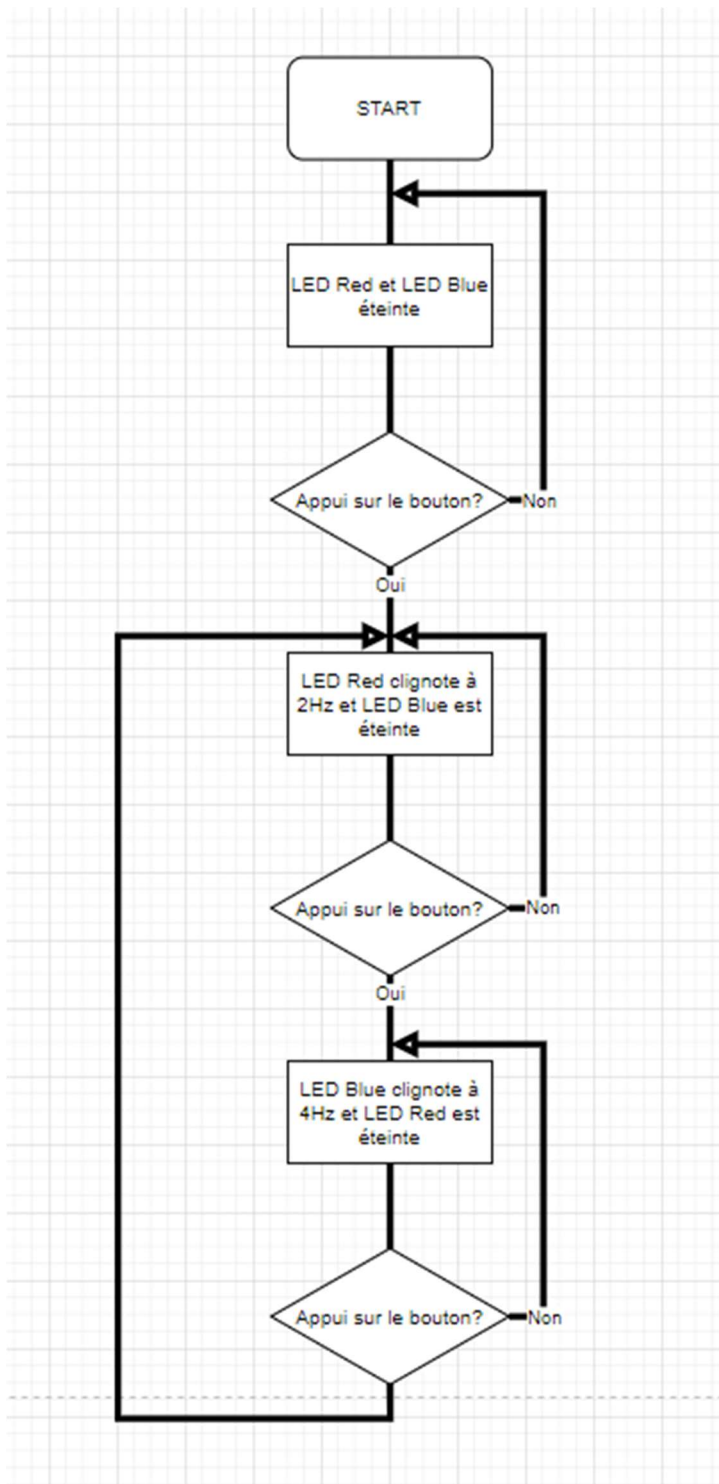 START
LED Red et LED Blue
éteinte
Appui sur le bouton?
Non
Oui
LED Red clignote à
2Hz et LED Blue est
éteinte
Appui sur le bouton?
Non
Oui
LED Blue clignote à
4Hz et LED Red est
éteinte
Appui sur le bouton?
Non